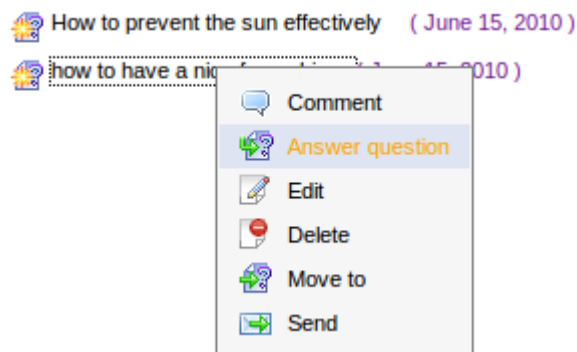 How to prevent the sun effectively ( June 15, 2010 )
how to have a 010 )
Comment
Answer question
Edit
Delete
Move to
Send